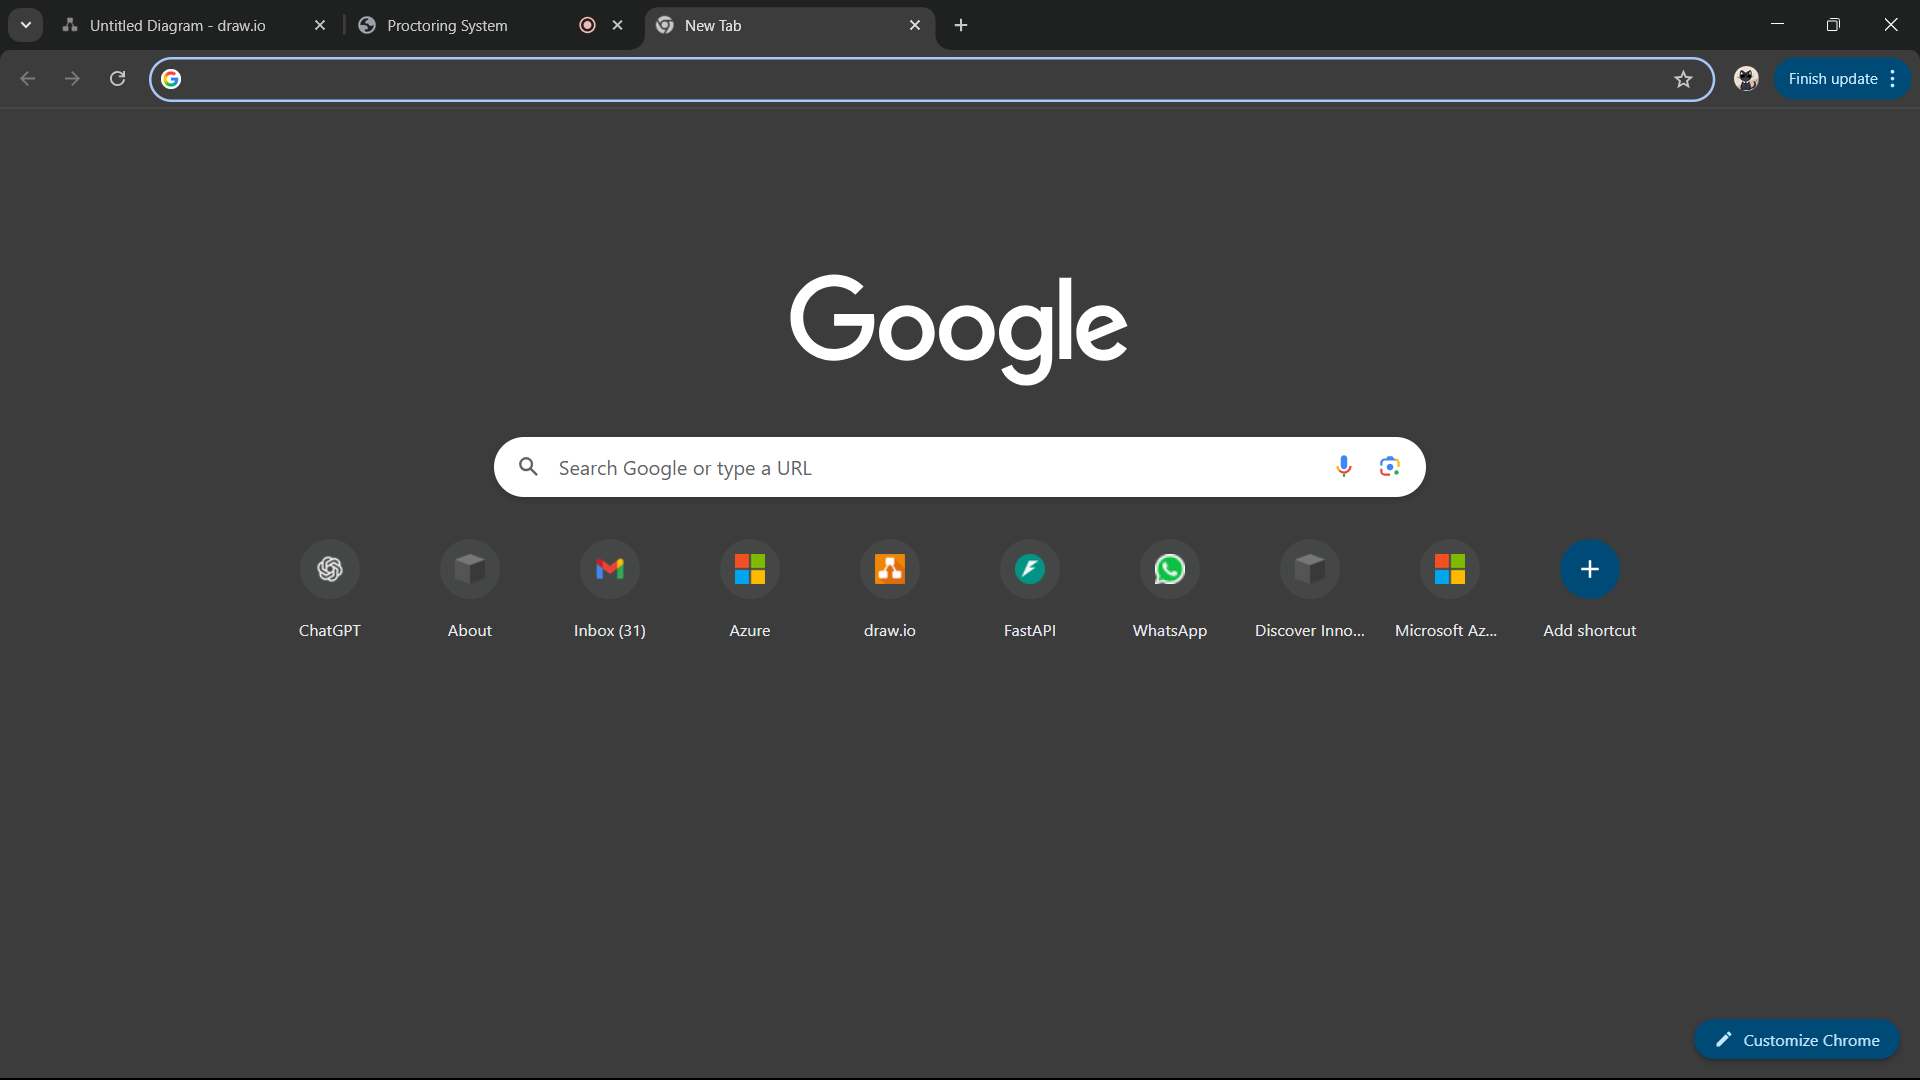 Untitled Diagram - draw.io
Proctoring System
New Tab
Finish update
Google
Search Google or type a URL
ChatGPT
About
Inbox (31)
Azure
draw.io
FastAPI
WhatsApp
Discover Inno...
Microsoft Az...
Add shortcut
Customize Chrome